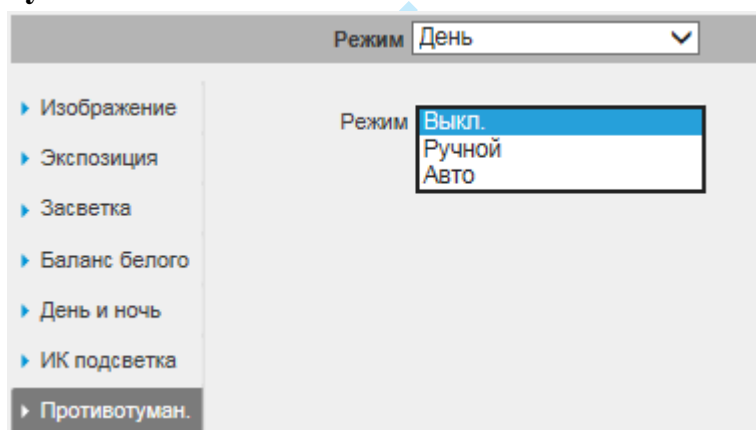 Режим День
Изображение
Режим Выкл.
Ручной
Авто
Экспозиция
Засветка
Баланс белого
День и ночь
ИК подсветка
Противотуман.